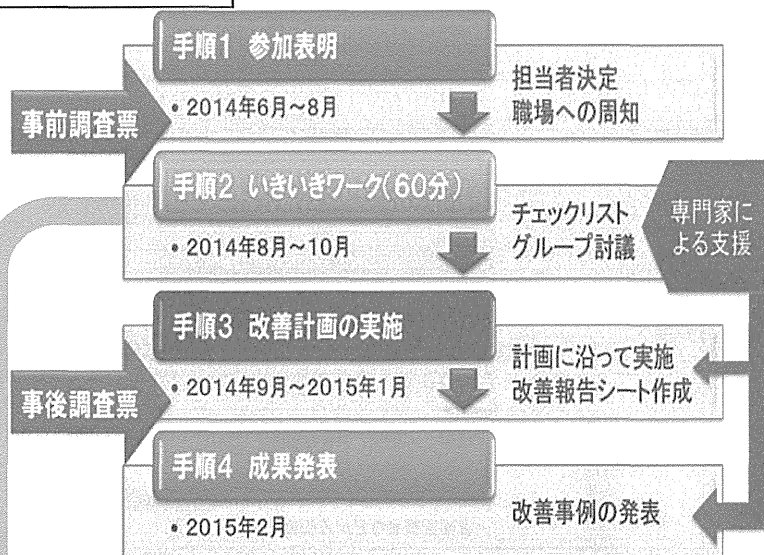 手順1 参加表明
・2014年6月～8月
担当者決定
職場への周知
事前調査票
手順2 いきいきワーク(60分)
・2014年8月～10月
チェックリスト
グループ討議
専門家に
よる支援
手順3 改善計画の実施
・2014年9月～2015年1月
計画に沿って実施
改善報告シート作成
事後調査票
手順4 成果発表
・2015年2月
改善事例の発表